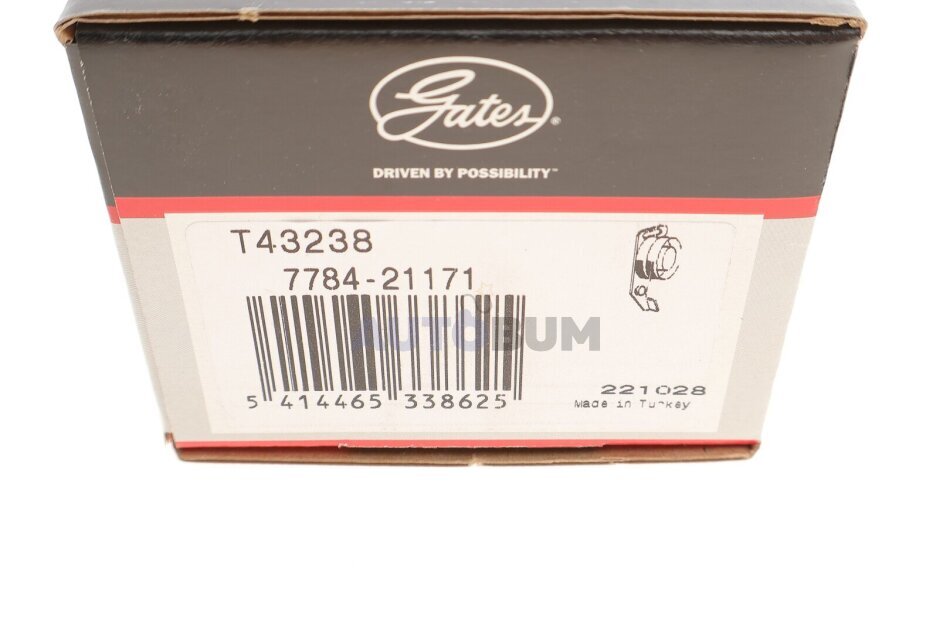 Gates®
DRIVEN BY POSSIBILITY™
T43238
7784-21171
AUTOBUM
5 414465 338625
221028
Made in Turkey